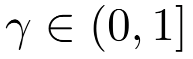 γ ∈ (0, 1]